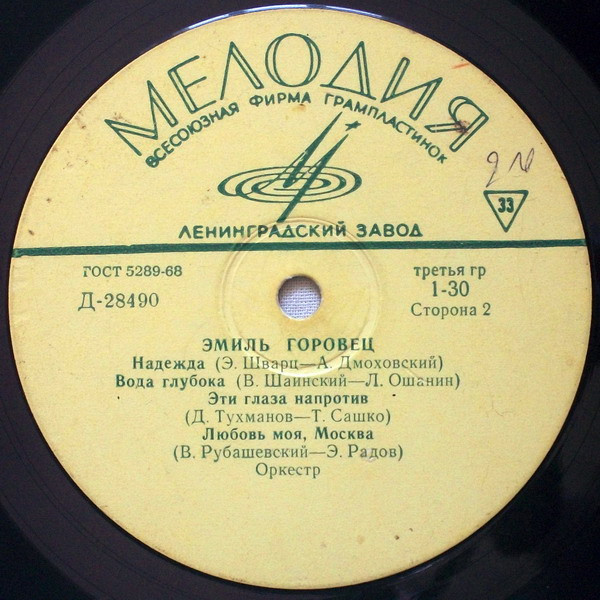 МЕЛОДИЯ
ВСЕСОЮЗНАЯ ФИРМА ГРАМПЛАСТИНОК
33
ЛЕНИНГРАДСКИЙ ЗАВОД
ГОСТ 5289-68
третья гр
Д-28490
1-30
Сторона 2
ЭМИЛЬ ГОРОВЕЦ
Надежда (Э. Шварц—А. Дмоховский)
Вода глубока (В. Шаинский—Л. Ошанин)
Эти глаза напротив
(Д. Тухманов—Т. Сашко)
Любовь моя, Москва
(В. Рубашевский—Э. Радов)
Оркестр